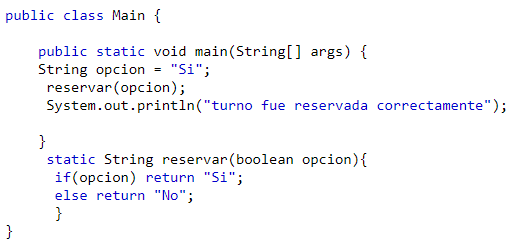 public class Main {
public static void main(String[] args) {
String opcion = "Si";
reservar(opcion);
System.out.println("turno fue reservada correctamente");
}
static String reservar(boolean opcion){
if(opcion) return "Si";
else return "No";
}
}